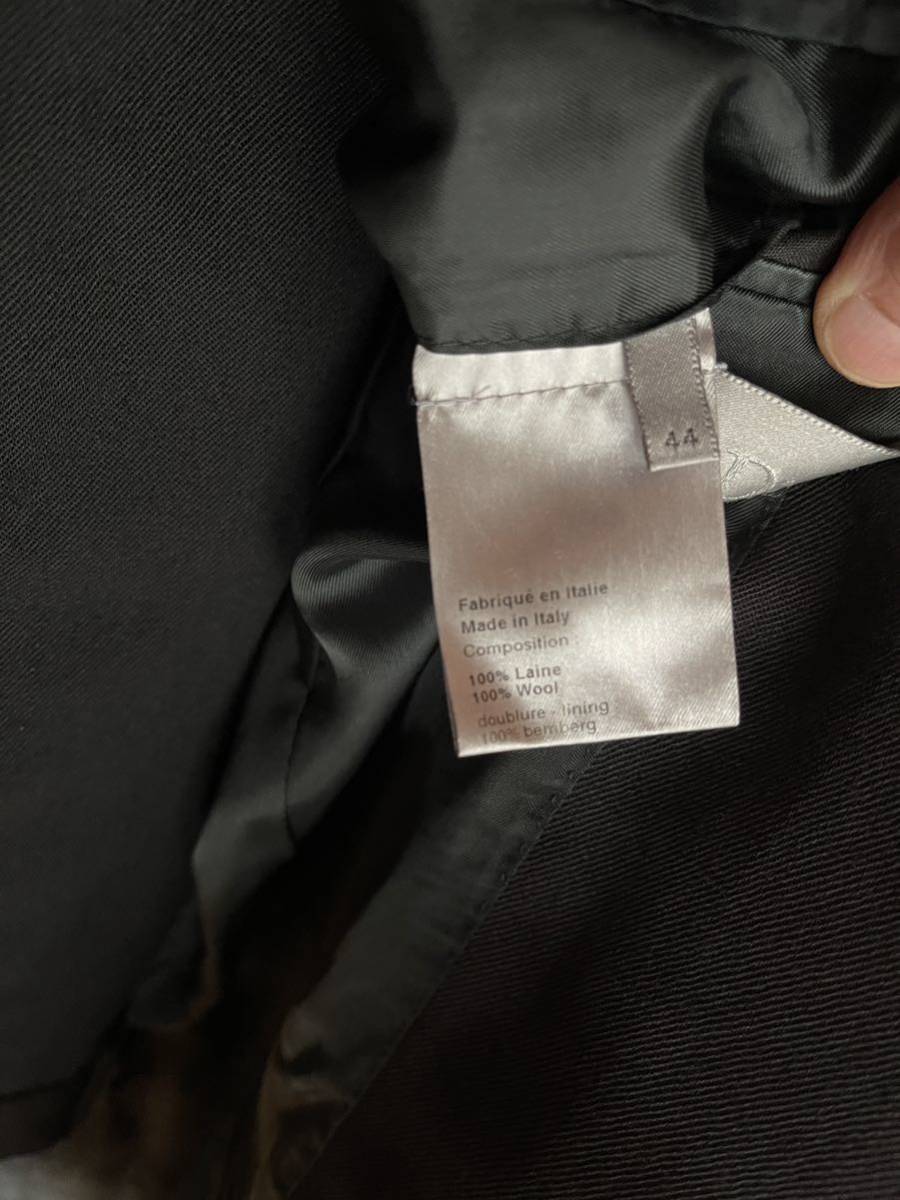 44
Fabriqué en Italie
Made in Italy
Composition :
100% Laine
100% Wool
doublure - lining
100% bemberg